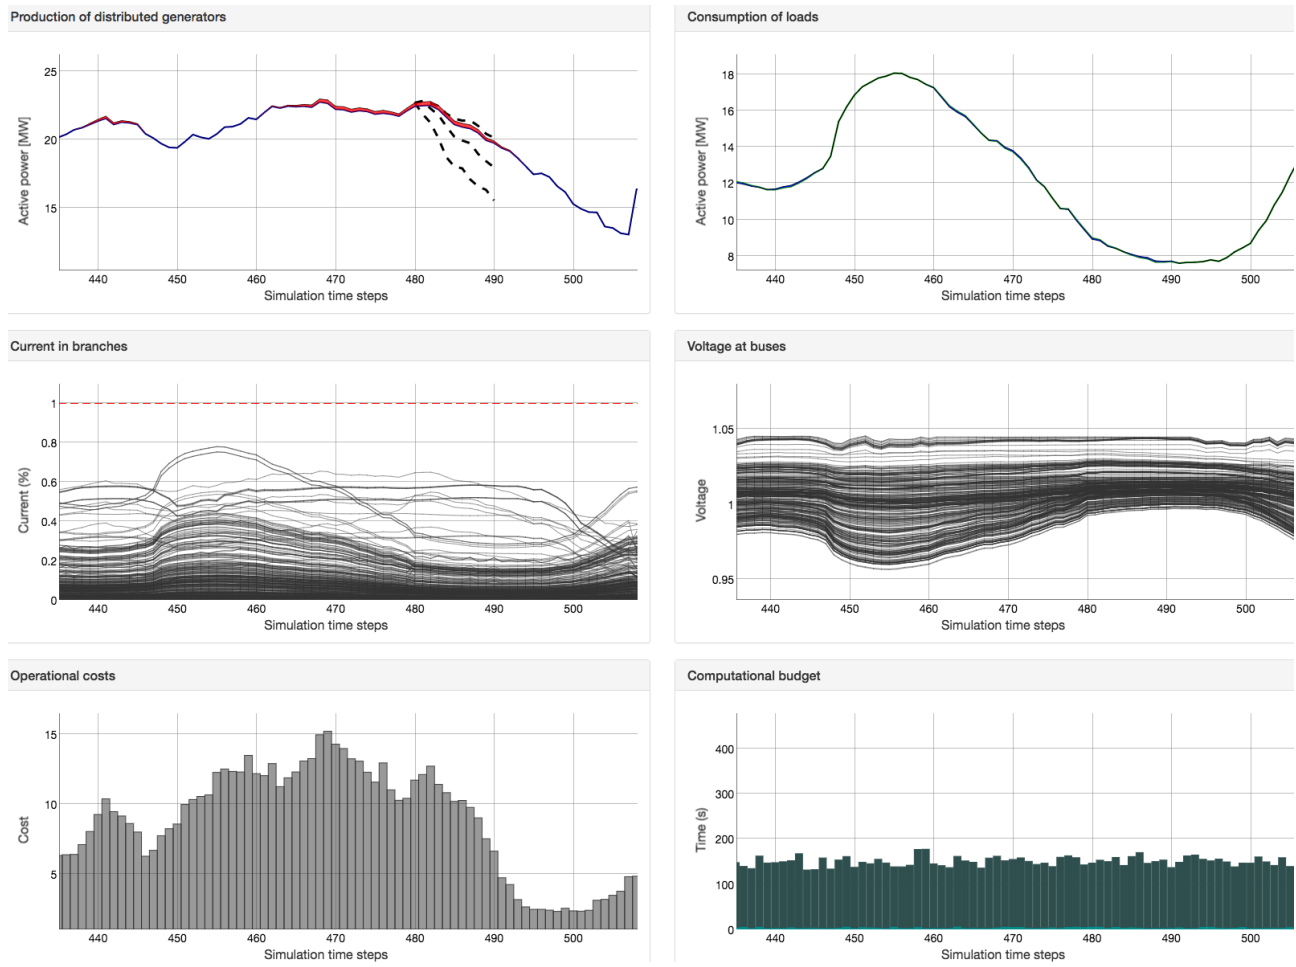 Production of distributed generators
25
20
15
Active power [MW]
440 450 460 470 480 490 500
Simulation time steps
Consumption of loads
18
16
14
12
10
8
Active power [MW]
440 450 460 470 480 490 500
Simulation time steps
Current in branches
1
0.8
0.6
0.4
0.2
0
Current (%)
440 450 460 470 480 490 500
Simulation time steps
Voltage at buses
1.05
1
0.95
Voltage
440 450 460 470 480 490 500
Simulation time steps
Operational costs
15
10
5
Cost
440 450 460 470 480 490 500
Simulation time steps
Computational budget
400
300
200
100
0
Time (s)
440 450 460 470 480 490 500
Simulation time steps